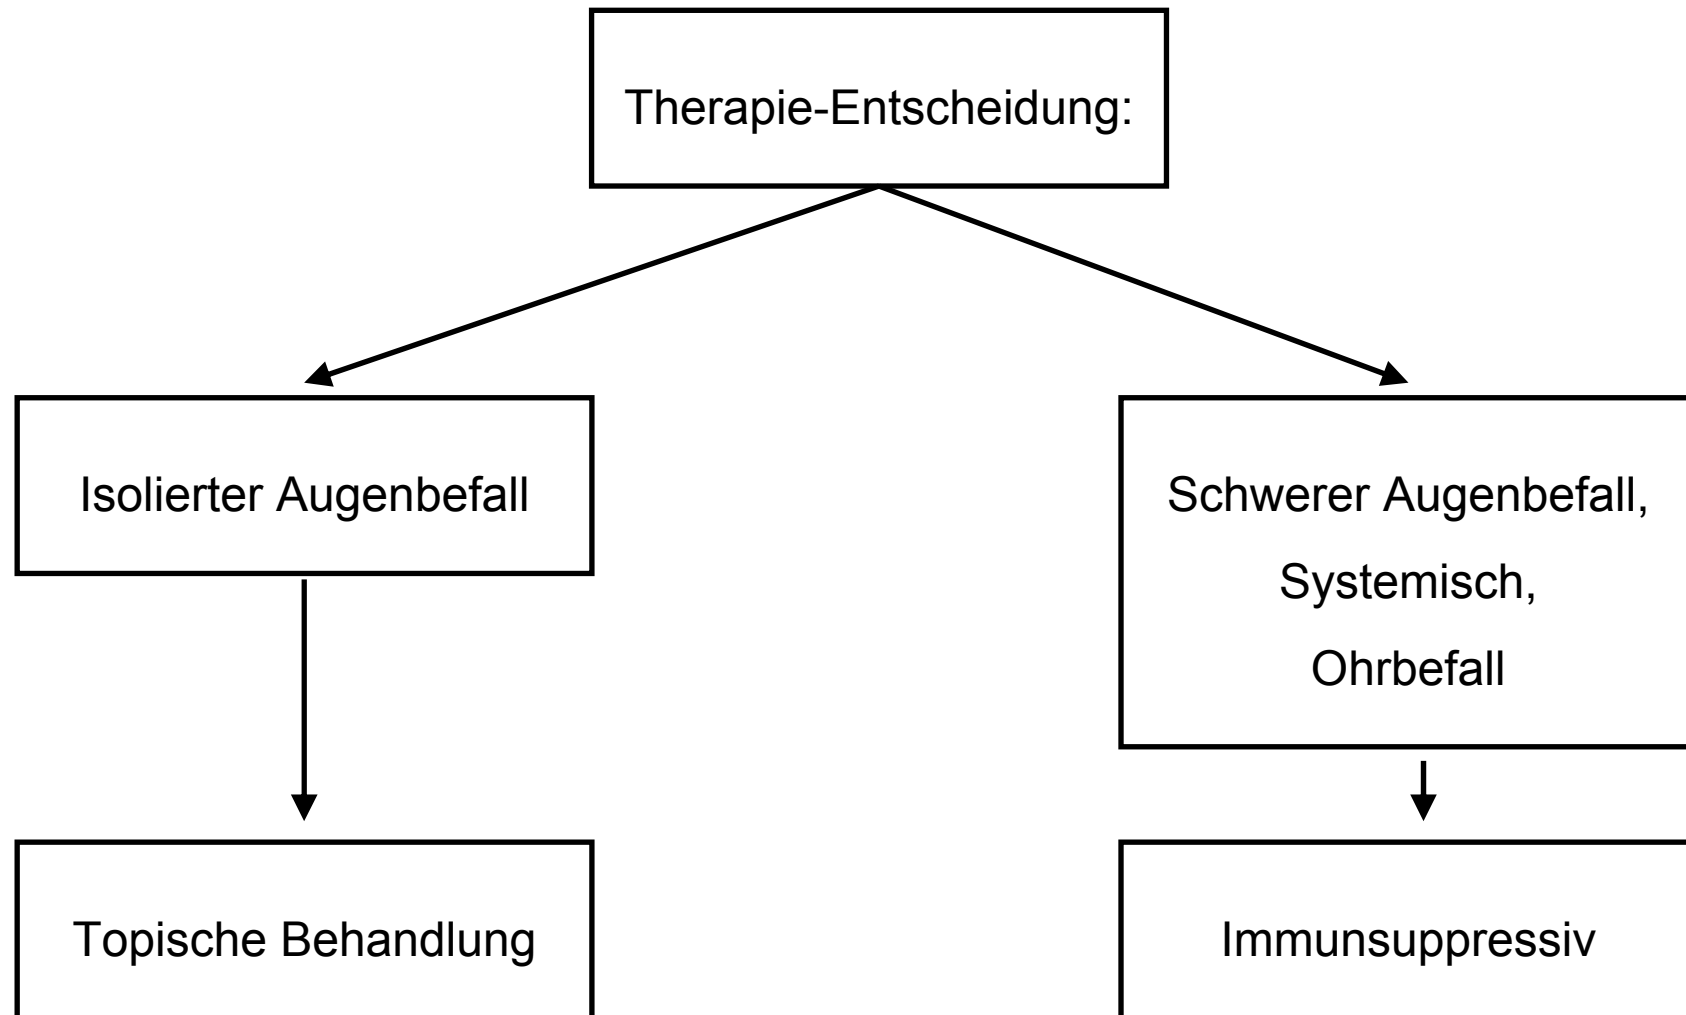 Therapie-Entscheidung:
Isolierter Augenbefall
Schwerer Augenbefall,
Systemisch,
Ohrbefall
Topische Behandlung
Immunsuppressiv